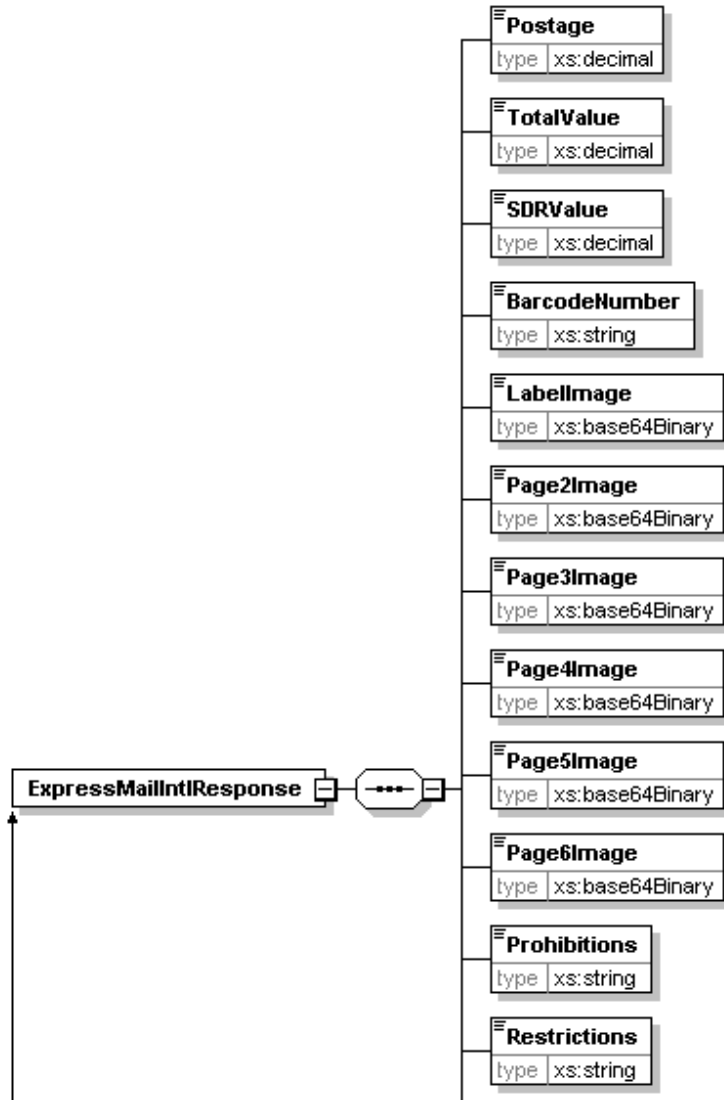 Postage
type xs:decimal
TotalValue
type xs:decimal
SDRValue
type xs:decimal
BarcodeNumber
type xs:string
LabelImage
type xs:base64Binary
Page2Image
type xs:base64Binary
Page3Image
type xs:base64Binary
Page4Image
type xs:base64Binary
ExpressMailIntlResponse
Page5Image
type xs:base64Binary
Page6Image
type xs:base64Binary
Prohibitions
type xs:string
Restrictions
type xs:string